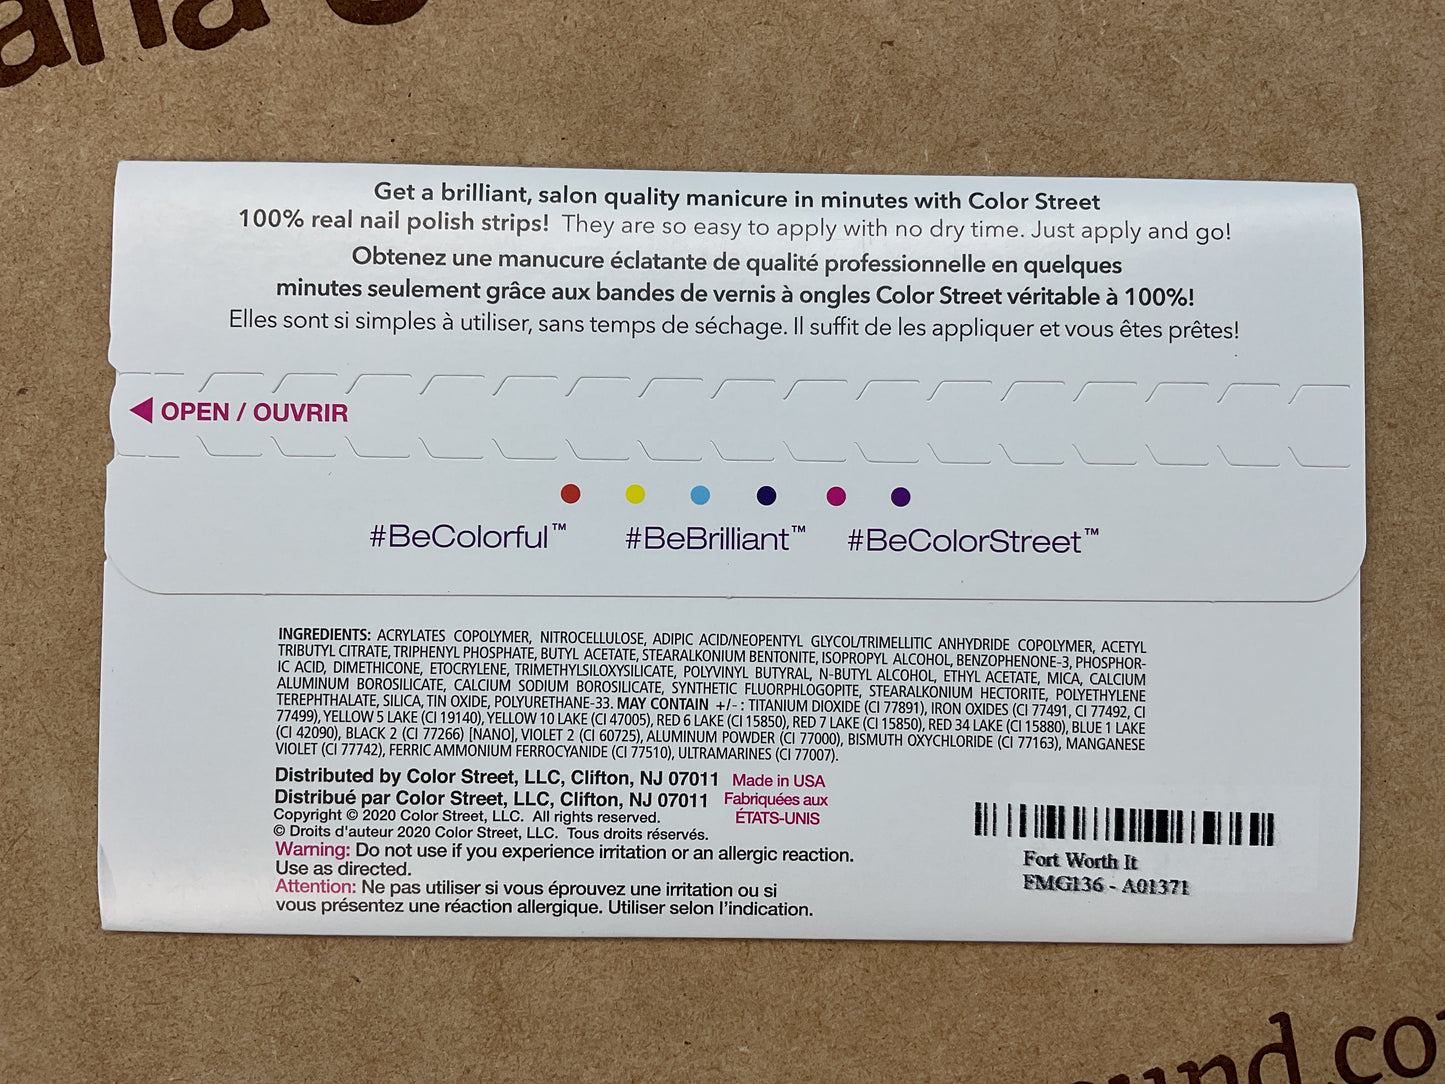 Get a brilliant, salon quality manicure in minutes with Color Street
100% real nail polish strips! They are so easy to apply with no dry time. Just apply and go!
Obtenez une manucure éclatante de qualité professionnelle en quelques
minutes seulement grâce aux bandes de vernis à ongles Color Street véritable à 100%!
Elles sont si simples à utiliser, sans temps de séchage. Il suffit de les appliquer et vous êtes prêtes!
OPEN / OUVRIR
#BeColorful™ #BeBrilliant™ #BeColorStreet™
INGREDIENTS: ACRYLATES COPOLYMER, NITROCELLULOSE, ADIPIC ACID/NEOPENTYL GLYCOL/TRIMELLITIC ANHYDRIDE COPOLYMER, ACETYL
TRIBUTYL CITRATE, TRIPHENYL PHOSPHATE, BUTYL ACETATE, STEARALKONIUM BENTONITE, ISOPROPYL ALCOHOL, BENZOPHENONE-3, PHOSPHOR-
IC ACID, DIMETHICONE, ETOCRYLENE, TRIMETHYLSILOXYSILICATE, POLYVINYL BUTYRAL, N-BUTYL ALCOHOL, ETHYL ACETATE, MICA, CALCIUM
ALUMINUM BOROSILICATE, CALCIUM SODIUM BOROSILICATE, SYNTHETIC FLUORPHLOGOPITE, STEARALKONIUM HECTORITE, POLYETHYLENE
TEREPHTHALATE, SILICA, TIN OXIDE, POLYURETHANE-33. MAY CONTAIN +/- : TITANIUM DIOXIDE (CI 77891), IRON OXIDES (CI 77491, CI 77492, CI
77499), YELLOW 5 LAKE (CI 19140), YELLOW 10 LAKE (CI 47005), RED 6 LAKE (CI 15850), RED 7 LAKE (CI 15850), RED 34 LAKE (CI 15880), BLUE 1 LAKE
(CI 42090), BLACK 2 (CI 77266) [NANO], VIOLET 2 (CI 60725), ALUMINUM POWDER (CI 77000), BISMUTH OXYCHLORIDE (CI 77163), MANGANESE
VIOLET (CI 77742), FERRIC AMMONIUM FERROCYANIDE (CI 77510), ULTRAMARINES (CI 77007).
Distributed by Color Street, LLC, Clifton, NJ 07011
Distribué par Color Street, LLC, Clifton, NJ 07011
Made in USA
Fabriquées aux
ÉTATS-UNIS
Copyright © 2020 Color Street, LLC. All rights reserved.
© Droits d'auteur 2020 Color Street, LLC. Tous droits réservés.
Warning: Do not use if you experience irritation or an allergic reaction.
Use as directed.
Attention: Ne pas utiliser si vous éprouvez une irritation ou si
vous présentez une réaction allergique. Utiliser selon l'indication.
Fort Worth It
FMG136 - A01371